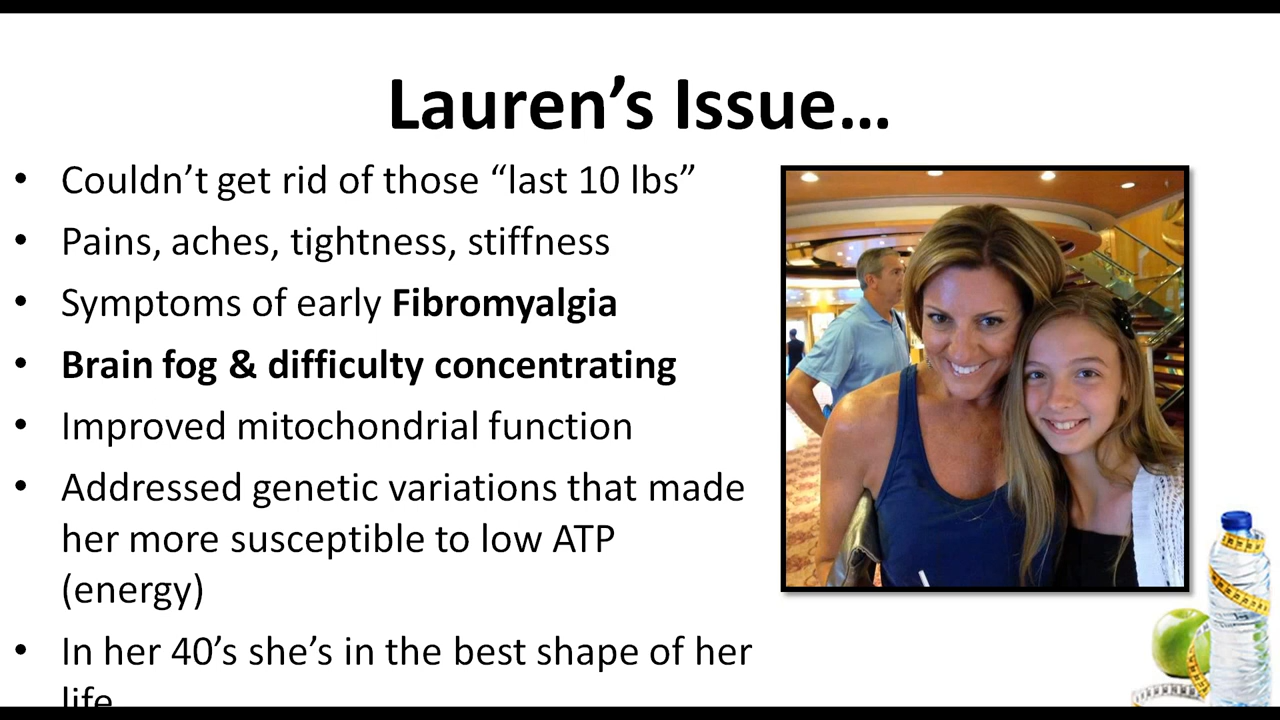 Lauren’s Issue…
• Couldn’t get rid of those “last 10 lbs”
• Pains, aches, tightness, stiffness
• Symptoms of early Fibromyalgia
• Brain fog & difficulty concentrating
• Improved mitochondrial function
• Addressed genetic variations that made
her more susceptible to low ATP
(energy)
• In her 40’s she’s in the best shape of her
life